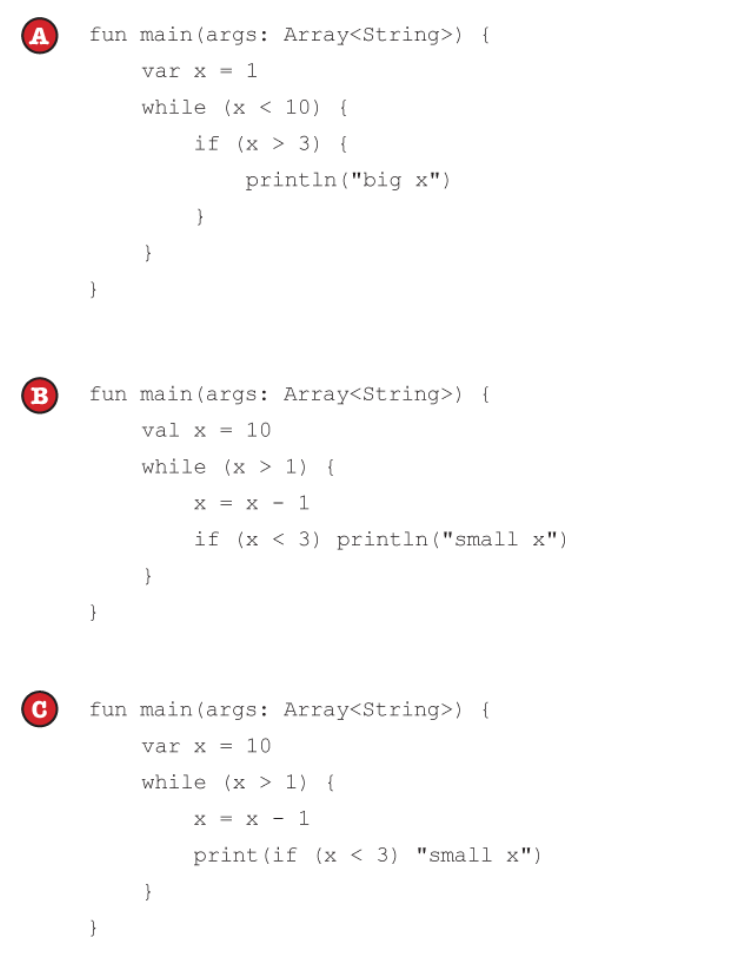 A fun main(args: Array<String>) {
var x = 1
while (x < 10) {
if (x > 3) {
println("big x")
}
}
}
B fun main(args: Array<String>) {
val x = 10
while (x > 1) {
x = x - 1
if (x < 3) println("small x")
}
}
C fun main(args: Array<String>) {
var x = 10
while (x > 1) {
x = x - 1
print(if (x < 3) "small x")
}
}